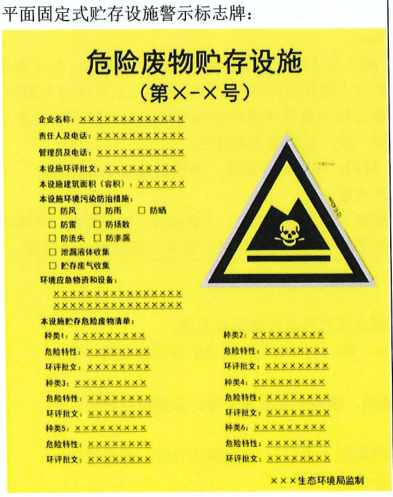 平面固定式贮存设施警示标志牌：
危险废物贮存设施
（第×-×号）
企业名称：×××××××××××××
责任人及电话：×××××××××××
管理员及电话：×××××××××××
本设施环评批文：×××××××××
本设施建筑面积（容积）：××××××
本设施环境污染防治措施：
□ 防风 □ 防雨 □ 防晒
□ 防雷 □ 防扬散
□ 防流失 □ 防渗漏
□ 泄漏液体收集
□ 贮存废气收集
环境应急物资和设备：
××××××××××××××××
××××××××××××××××
本设施贮存危险废物清单：
种类1：×××××××××  种类2：×××××××××
危险特性：××××××××  危险特性：××××××××
环评批文：××××××××  环评批文：××××××××
种类3：×××××××××  种类4：×××××××××
危险特性：××××××××  危险特性：××××××××
环评批文：××××××××  环评批文：××××××××
种类5：×××××××××  种类6：×××××××××
危险特性：××××××××  危险特性：××××××××
环评批文：××××××××  环评批文：××××××××
×××生态环境局监制